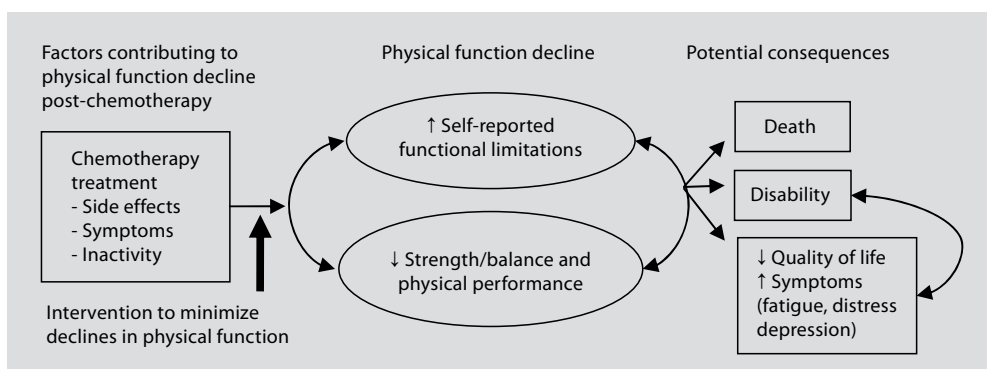 Factors contributing to
physical function decline
post-chemotherapy
Chemotherapy
treatment
- Side effects
- Symptoms
- Inactivity
Intervention to minimize
declines in physical function
Physical function decline
↑ Self-reported
functional limitations
↓ Strength/balance and
physical performance
Potential consequences
Death
Disability
↓ Quality of life
↑ Symptoms
(fatigue, distress
depression)